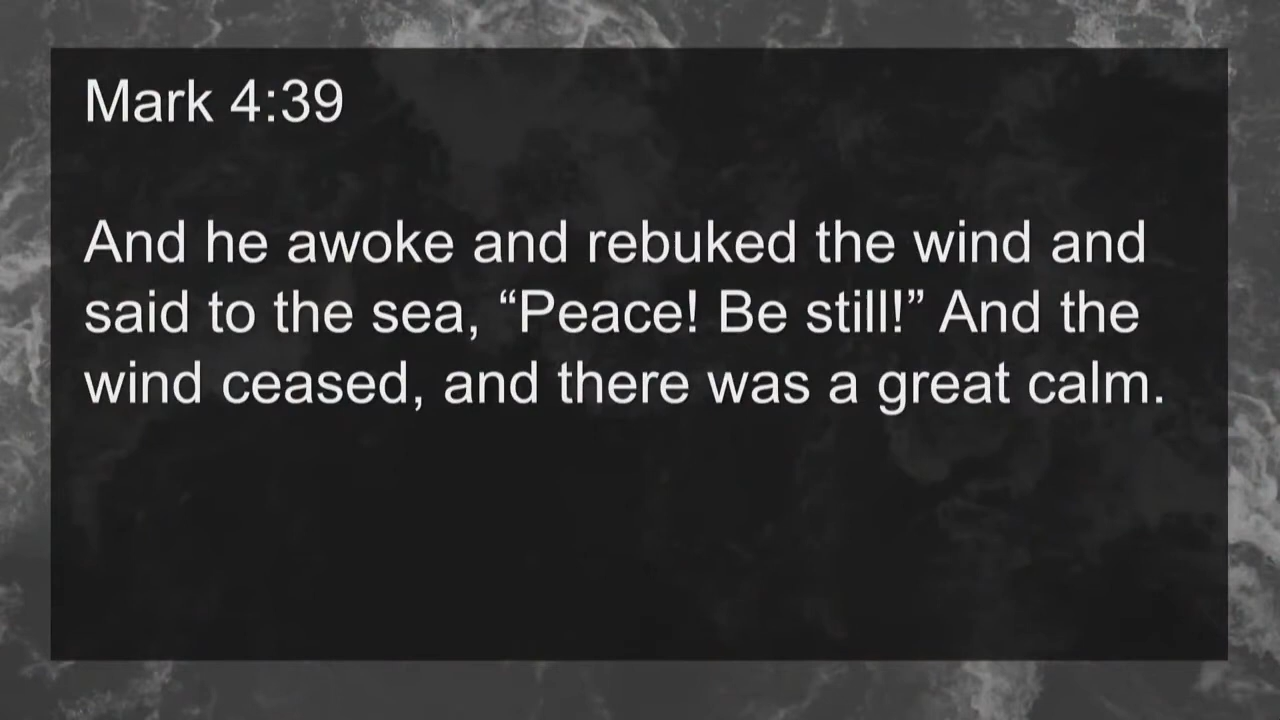 Mark 4:39
And he awoke and rebuked the wind and
said to the sea, “Peace! Be still!” And the
wind ceased, and there was a great calm.